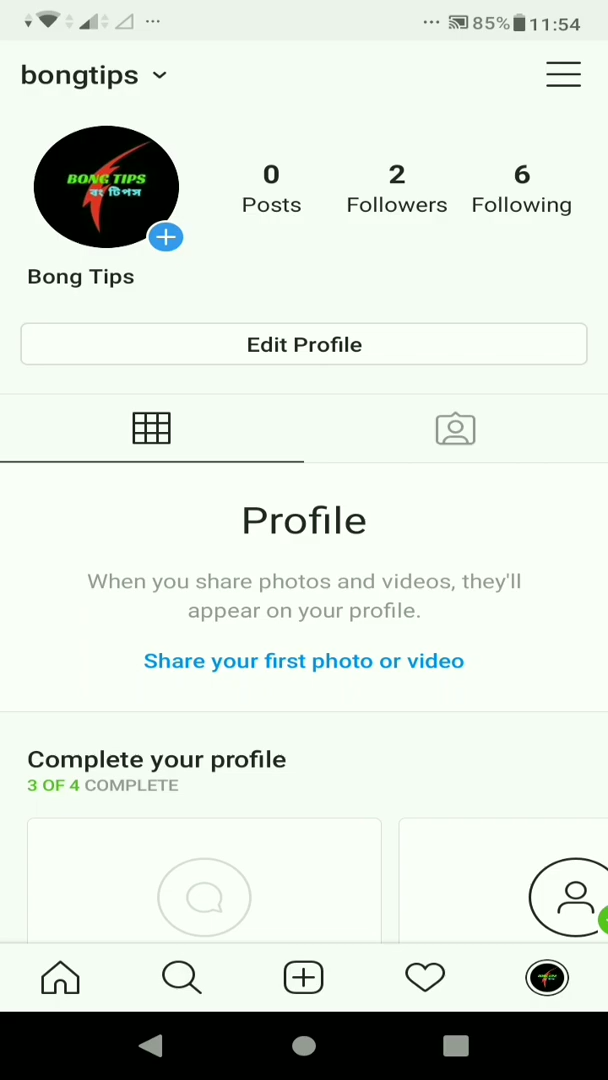 85% 11:54
bongtips
BONG TIPS
বং টিপস
0 2 6
Posts Followers Following
Bong Tips
Edit Profile
Profile
When you share photos and videos, they'll
appear on your profile.
Share your first photo or video
Complete your profile
3 OF 4 COMPLETE